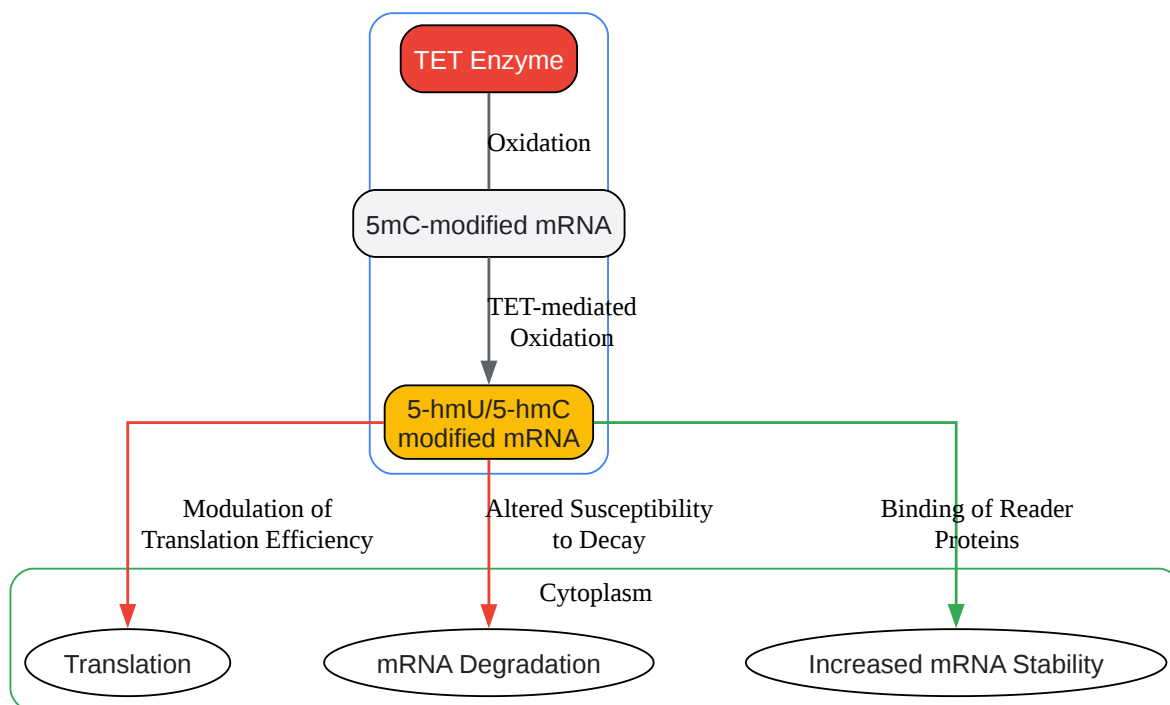 TET Enzyme
Oxidation
5mC-modified mRNA
TET-mediated
Oxidation
5-hmU/5-hmC
modified mRNA
Modulation of
Translation Efficiency
Altered Susceptibility
to Decay
Binding of Reader
Proteins
Cytoplasm
Translation
mRNA Degradation
Increased mRNA Stability